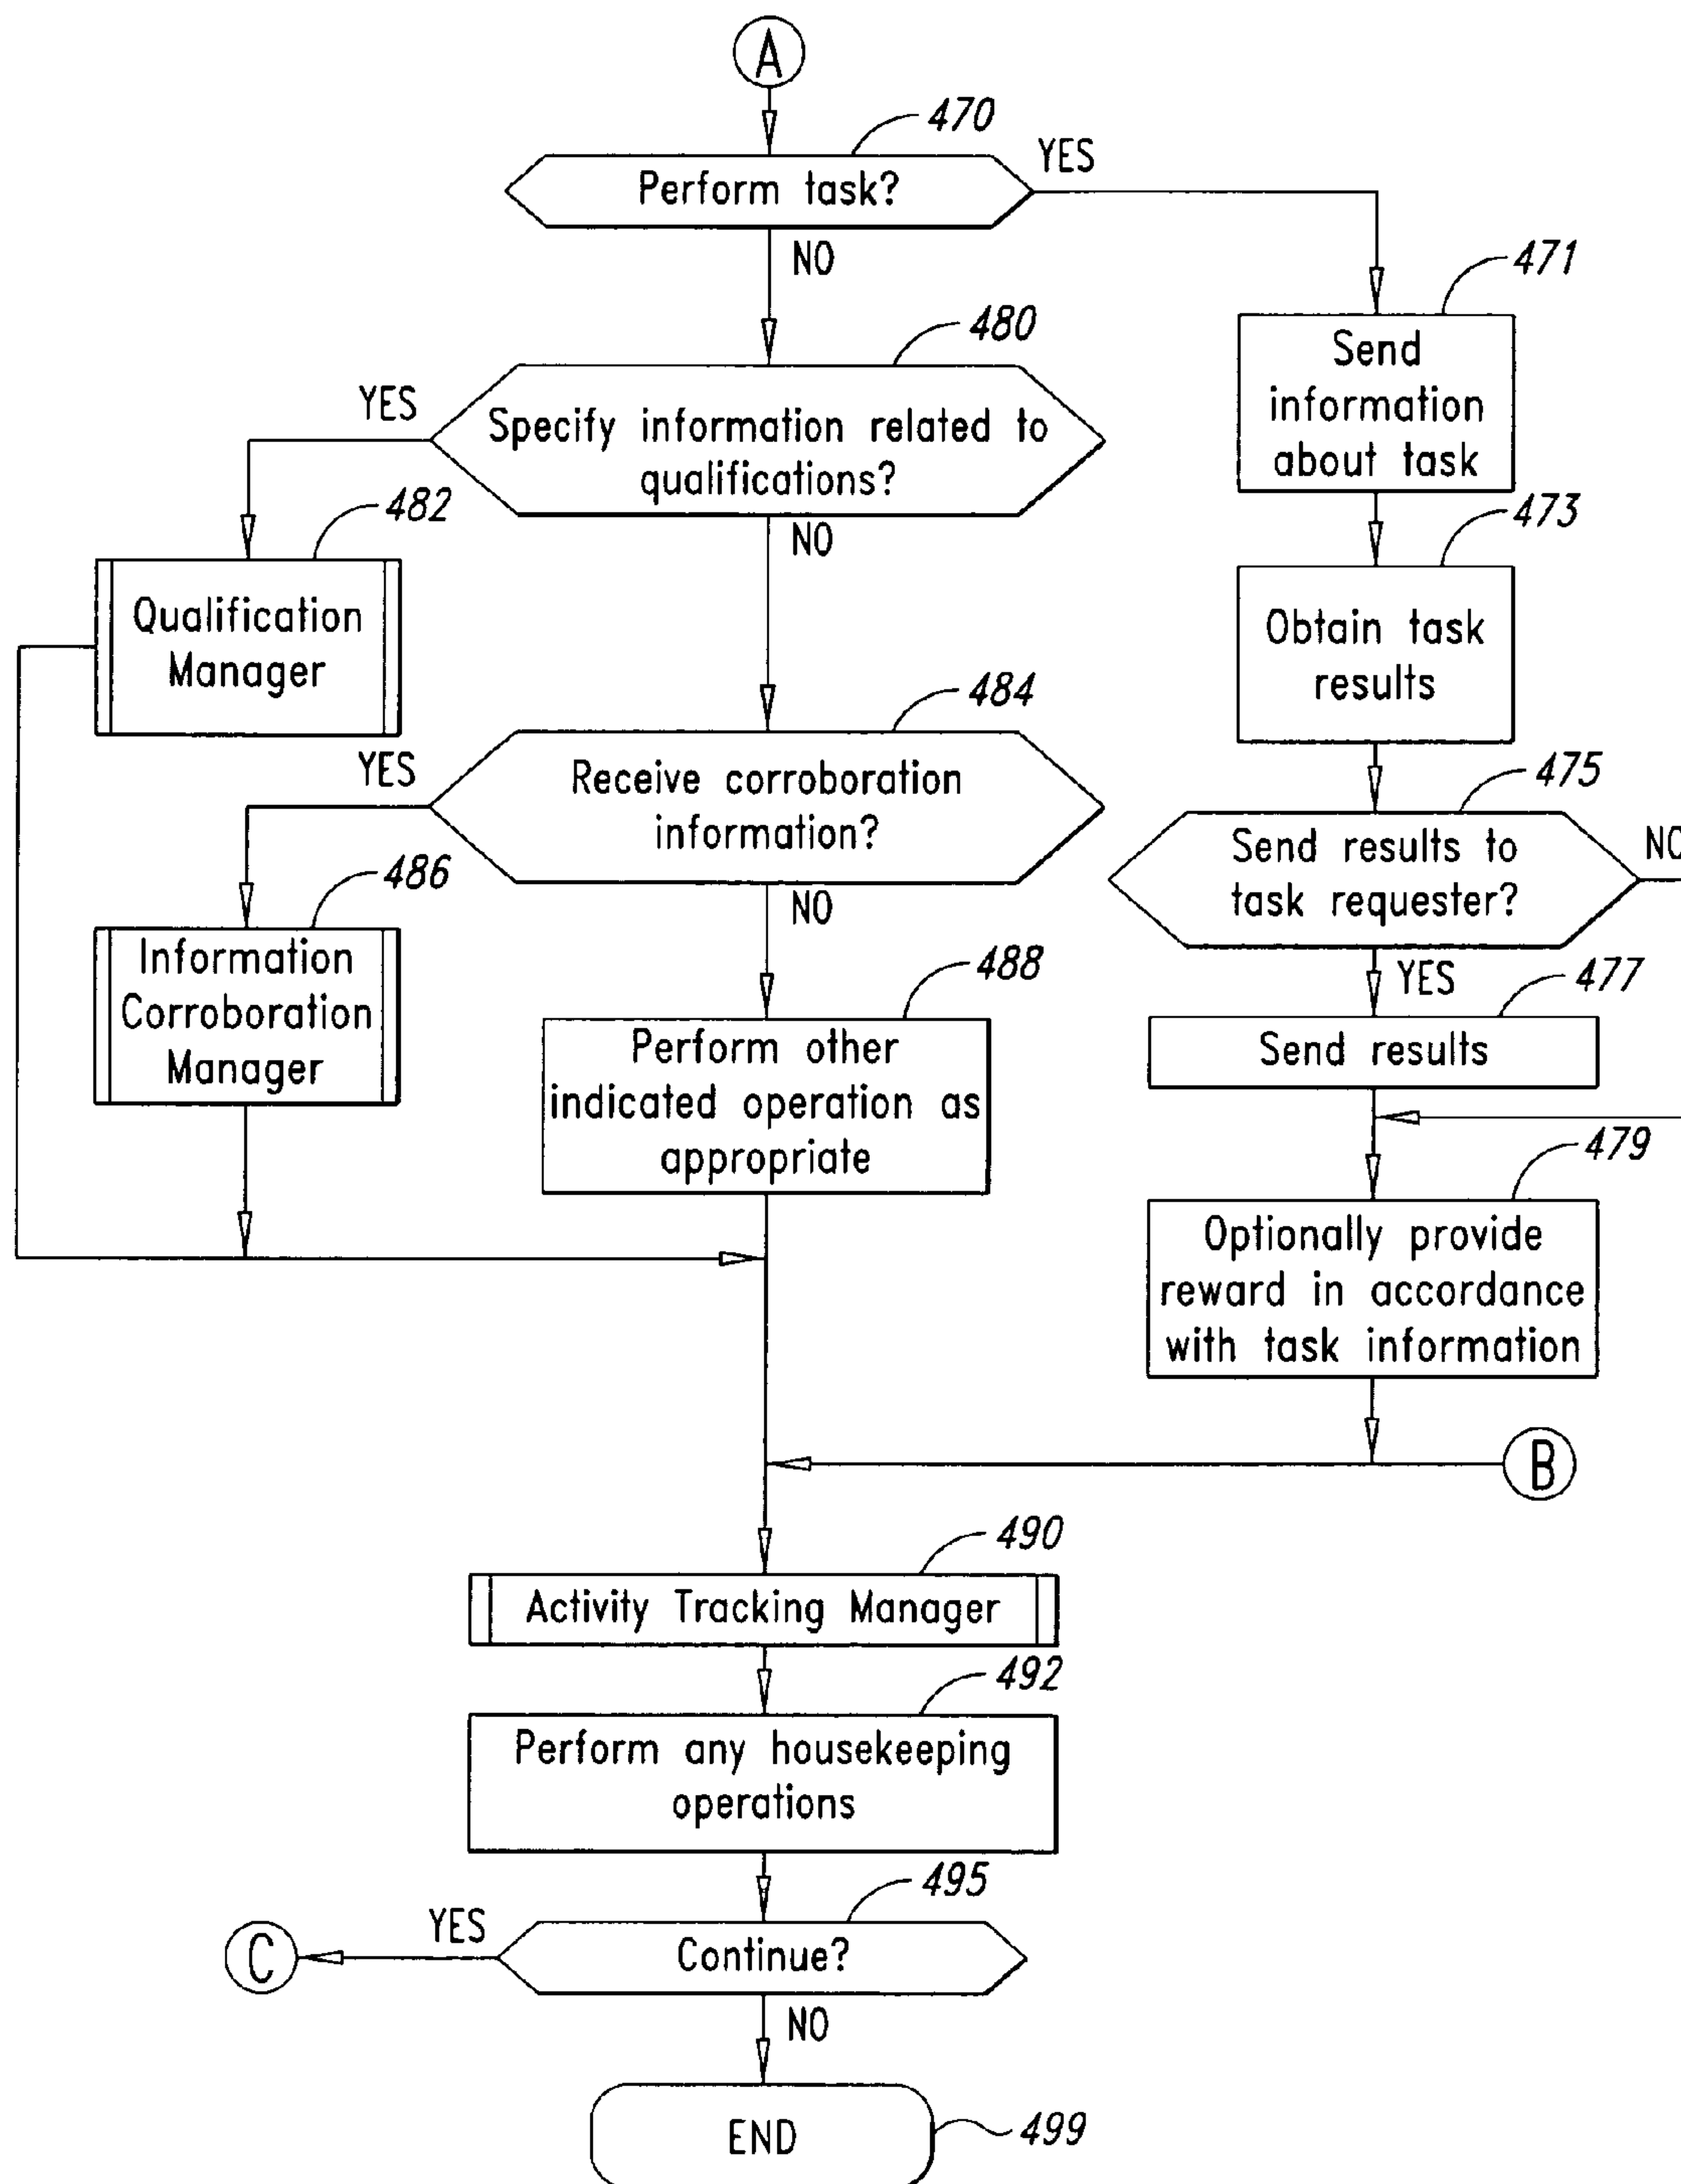 A
470
Perform task?
YES
NO
471
Send
information
about task
480
YES
Specify information related to
qualifications?
NO
482
Qualification
Manager
473
Obtain task
results
484
YES
Receive corroboration
information?
NO
475
Send results to
task requester?
NO
YES
486
Information
Corroboration
Manager
488
Perform other
indicated operation as
appropriate
477
Send results
479
Optionally provide
reward in accordance
with task information
B
490
Activity Tracking Manager
492
Perform any housekeeping
operations
495
YES
Continue?
C
NO
END
499